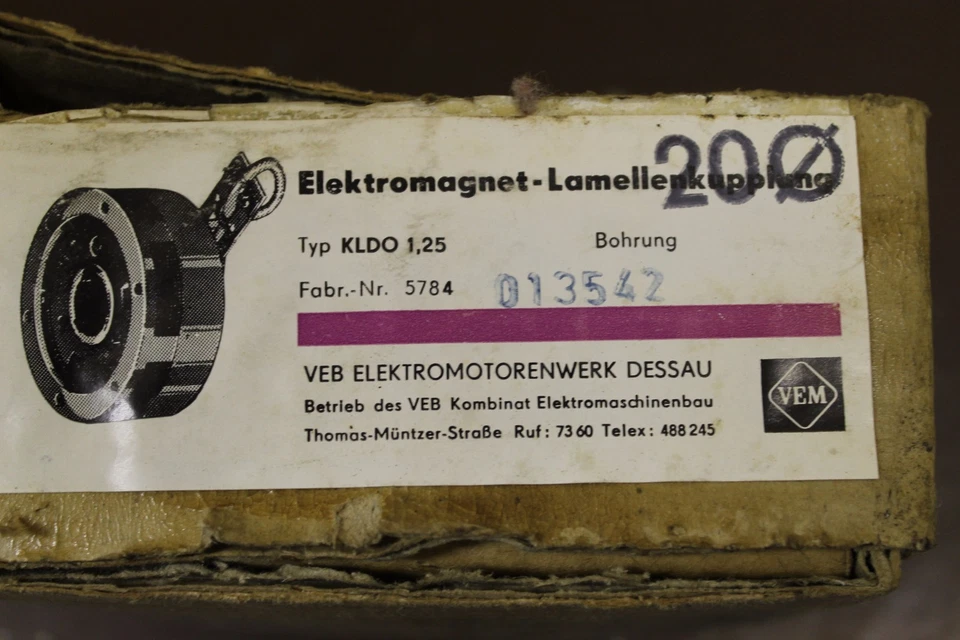 20Ø
Elektromagnet-Lamellenkupplung
Typ KLDO 1,25 Bohrung
Fabr.-Nr. 5784 013542
VEB ELEKTROMOTORENWERK DESSAU
Betrieb des VEB Kombinat Elektromaschinenbau
Thomas-Müntzer-Straße Ruf: 7360 Telex: 488245
VEM